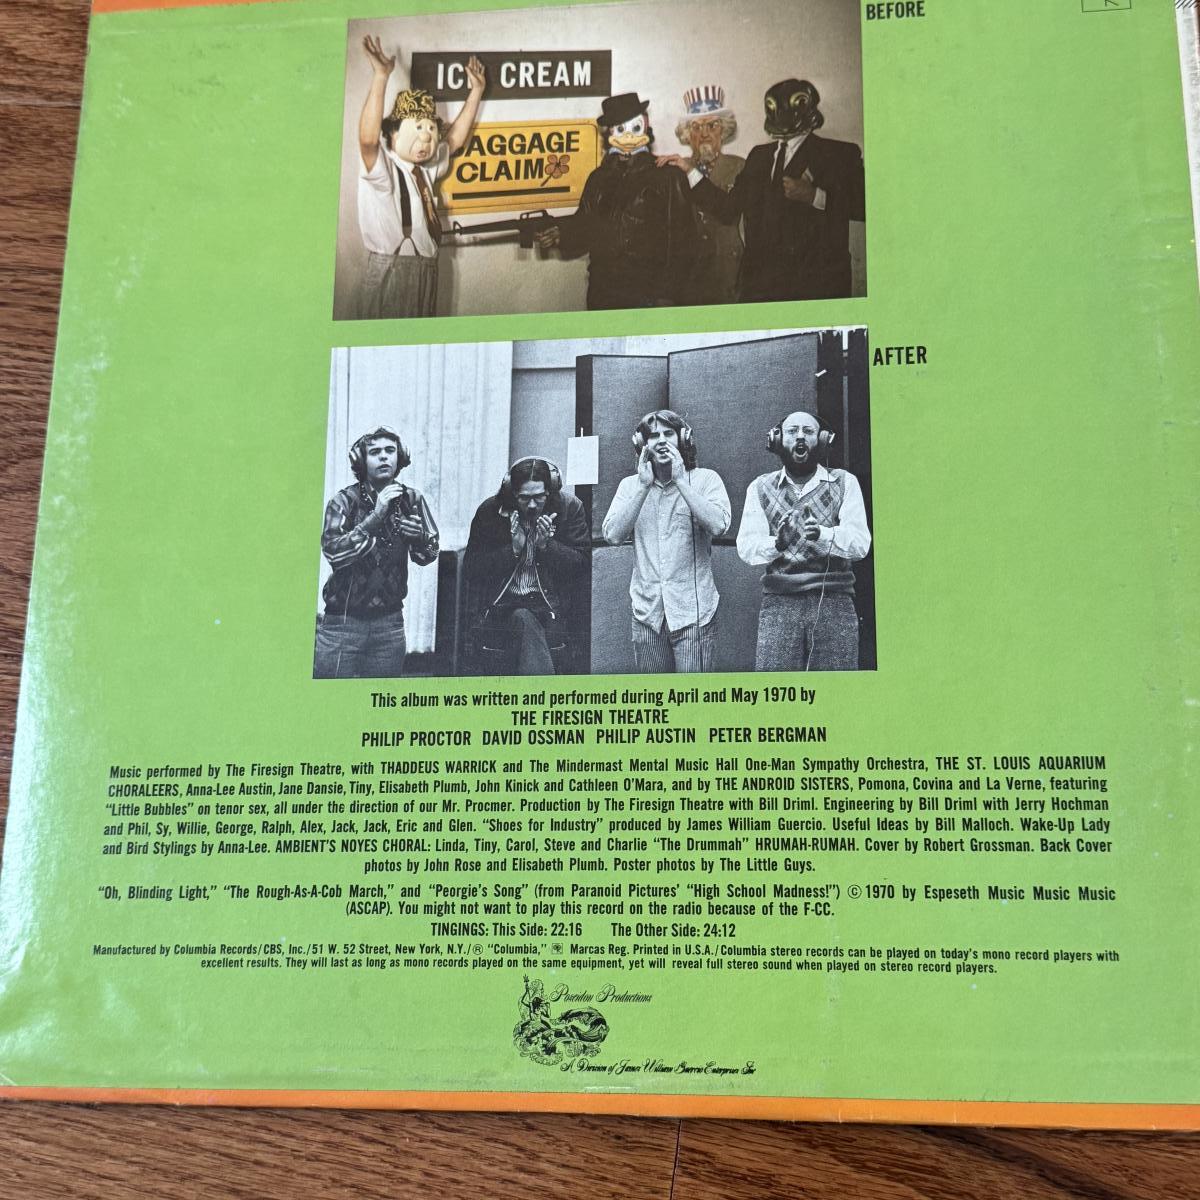 BEFORE
ICE CREAM
BAGGAGE
CLAIM
AFTER
This album was written and performed during April and May 1970 by
THE FIRESIGN THEATRE
PHILIP PROCTOR DAVID OSSMAN PHILIP AUSTIN PETER BERGMAN
Music performed by The Firesign Theatre, with THADDEUS WARRICK and The Mindermast Mental Music Hall One-Man Sympathy Orchestra, THE ST. LOUIS AQUARIUM
CHORALEERS, Anna-Lee Austin, Jane Dansie, Tiny, Elisabeth Plumb, John Kinick and Cathleen O'Mara, and by THE ANDROID SISTERS, Pomona, Covina and La Verne, featuring
"Little Bubbles" on tenor sex, all under the direction of our Mr. Procmer. Production by The Firesign Theatre with Bill Driml. Engineering by Bill Driml with Jerry Hochman
and Phil, Sy, Willie, George, Ralph, Alex, Jack, Jack, Eric and Glen. "Shoes for Industry" produced by James William Guercio. Useful Ideas by Bill Malloch. Wake-Up Lady
and Bird Stylings by Anna-Lee. AMBIENT'S NOYES CHORAL: Linda, Tiny, Carol, Steve and Charlie "The Drummah" HRUMAH-RUMAH. Cover by Robert Grossman. Back Cover
photos by John Rose and Elisabeth Plumb. Poster photos by The Little Guys.
"Oh, Blinding Light," "The Rough-As-A-Cob March," and "Peorgie's Song" (from Paranoid Pictures' "High School Madness!") © 1970 by Espeseth Music Music Music
(ASCAP). You might not want to play this record on the radio because of the F-CC.
TINGINGS: This Side: 22:16 The Other Side: 24:12
Manufactured by Columbia Records/CBS, Inc./51 W. 52 Street, New York, N.Y./® "Columbia," Marcas Reg. Printed in U.S.A./Columbia stereo records can be played on today's mono record players with
excellent results. They will last as long as mono records played on the same equipment, yet will reveal full stereo sound when played on stereo record players.
Poseidon Productions
A Division of James William Guercio Enterprises Inc